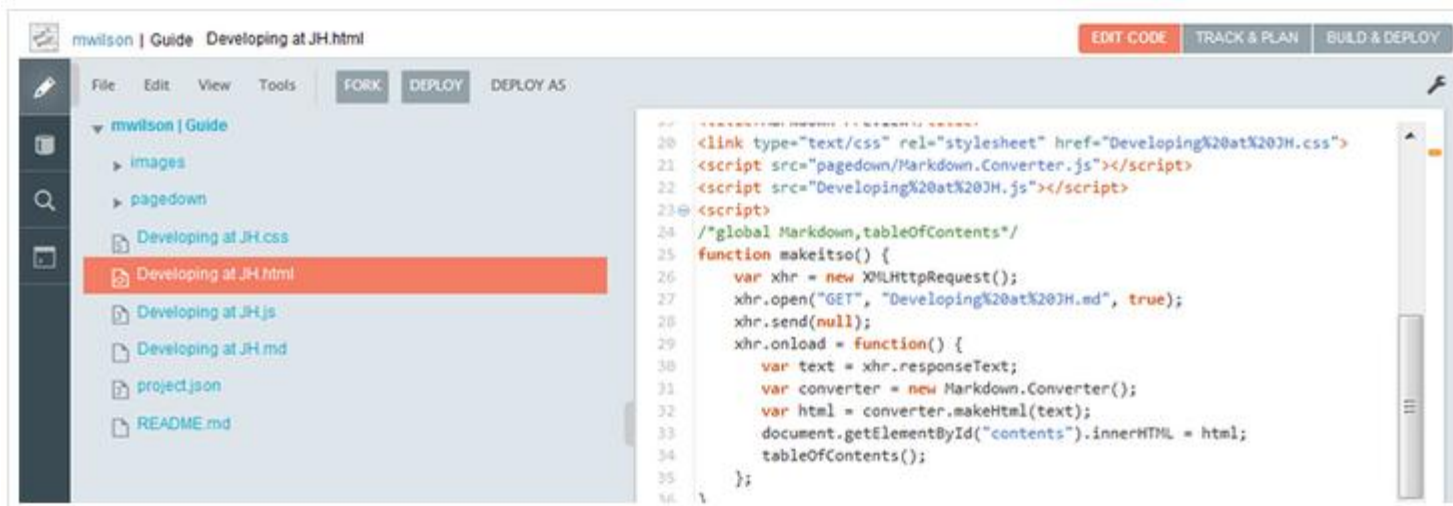 mwilson | Guide Developing at JH.html
EDIT CODE TRACK & PLAN BUILD & DEPLOY
File Edit View Tools FORK DEPLOY DEPLOY AS
mwilson | Guide
images
pagedown
Developing at JH.css
Developing at JH.html
Developing at JH.js
Developing at JH.md
project.json
README.md
20 <link type="text/css" rel="stylesheet" href="Developing%20at%20JH.css">
21 <script src="pagedown/Markdown.Converter.js"></script>
22 <script src="Developing%20at%20JH.js"></script>
23 <script>
24 /*global Markdown,tableOfContents*/
25 function makeitso() {
26 var xhr = new XMLHttpRequest();
27 xhr.open("GET", "Developing%20at%20JH.md", true);
28 xhr.send(null);
29 xhr.onload = function() {
30 var text = xhr.responseText;
31 var converter = new Markdown.Converter();
32 var html = converter.makeHtml(text);
33 document.getElementById("contents").innerHTML = html;
34 tableOfContents();
35 };
36 }